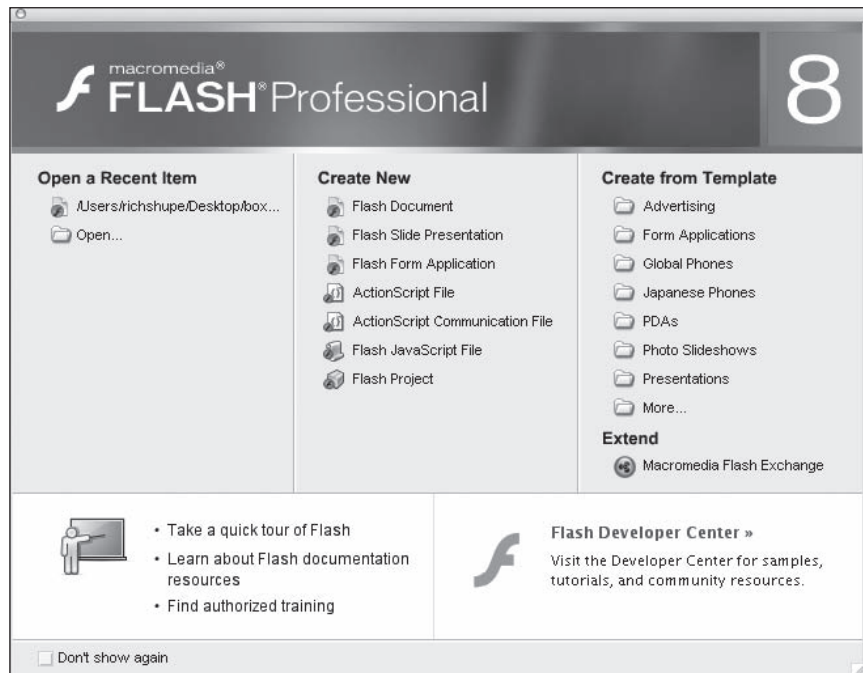 macromedia®
FLASH® Professional
8
Open a Recent Item
/Users/richshupe/Desktop/box...
Open...
Create New
Flash Document
Flash Slide Presentation
Flash Form Application
ActionScript File
ActionScript Communication File
Flash JavaScript File
Flash Project
Create from Template
Advertising
Form Applications
Global Phones
Japanese Phones
PDAs
Photo Slideshows
Presentations
More...
Extend
Macromedia Flash Exchange
• Take a quick tour of Flash
• Learn about Flash documentation
resources
• Find authorized training
Flash Developer Center »
Visit the Developer Center for samples,
tutorials, and community resources.
Don't show again